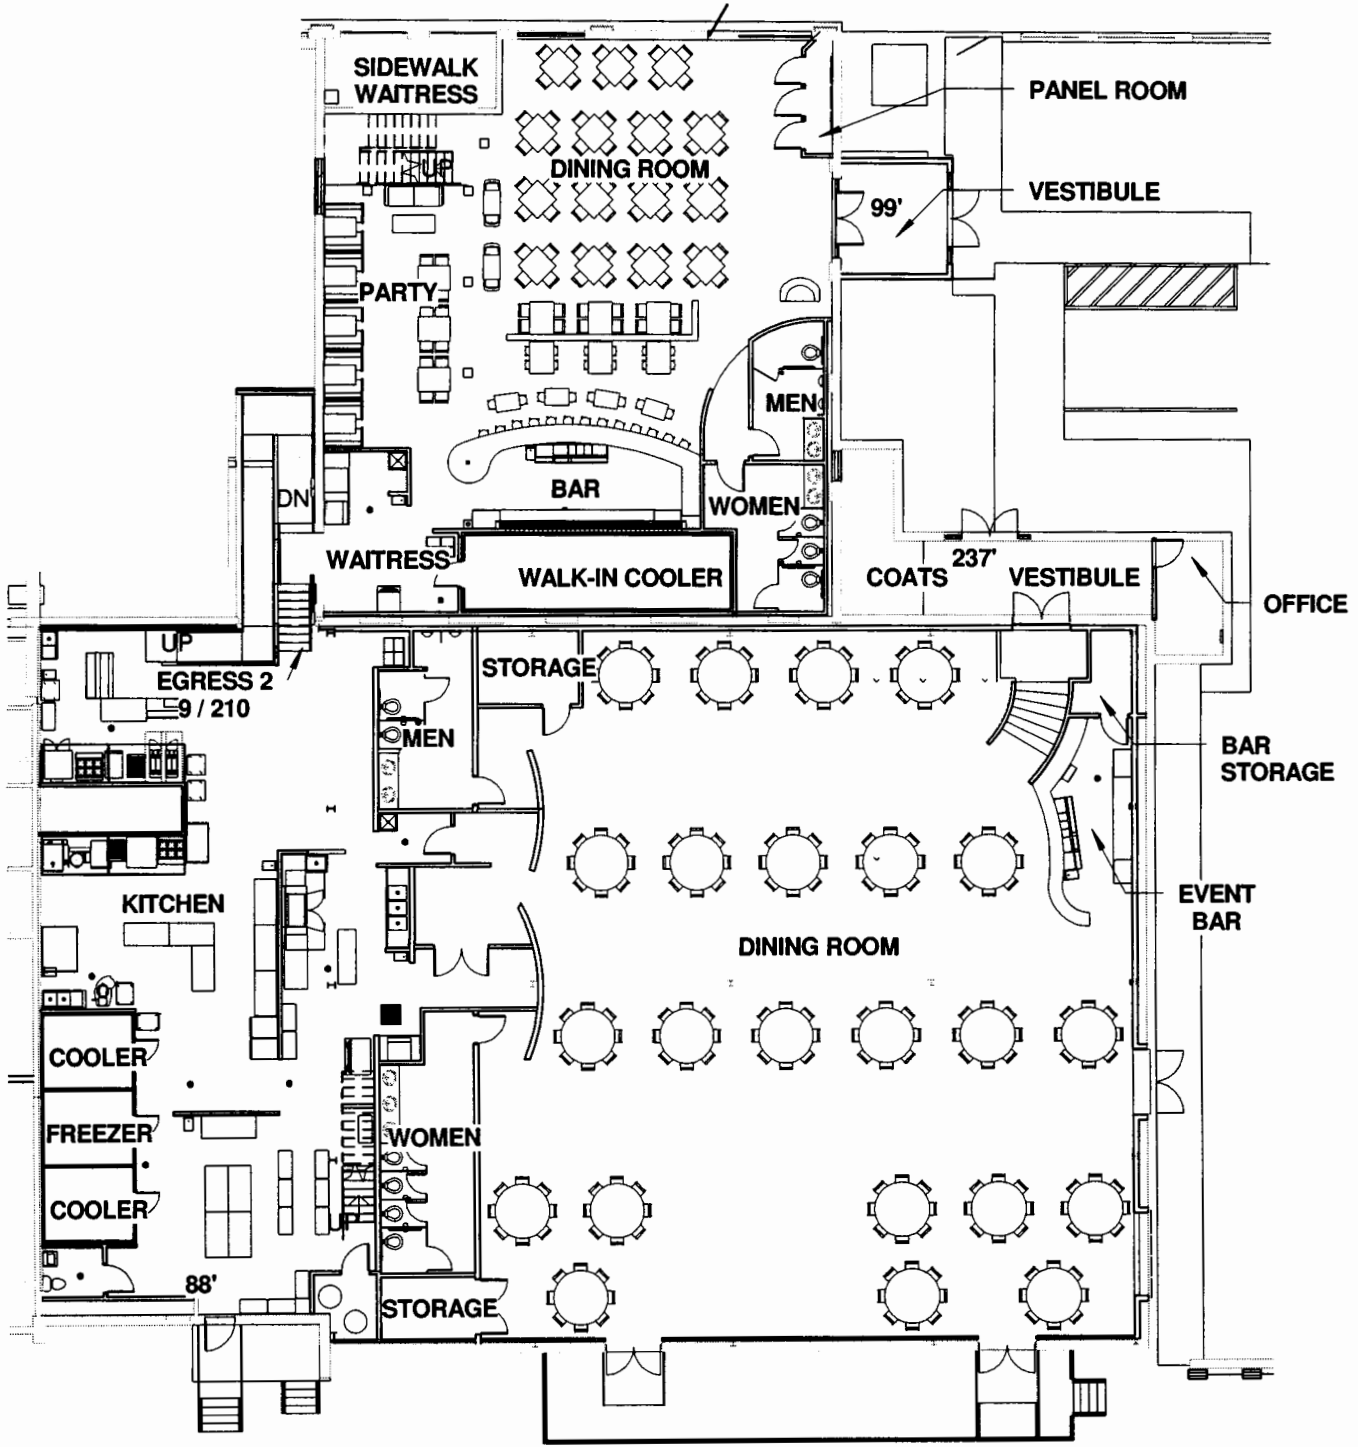 SIDEWALK
WAITRESS
PANEL ROOM
UP
DINING ROOM
VESTIBULE
99'
PARTY
MEN
BAR
DN
WOMEN
WAITRESS
WALK-IN COOLER
COATS
237'
VESTIBULE
OFFICE
UP
STORAGE
EGRESS 2
9 / 210
MEN
BAR
STORAGE
KITCHEN
EVENT
BAR
DINING ROOM
COOLER
FREEZER
WOMEN
COOLER
88'
STORAGE